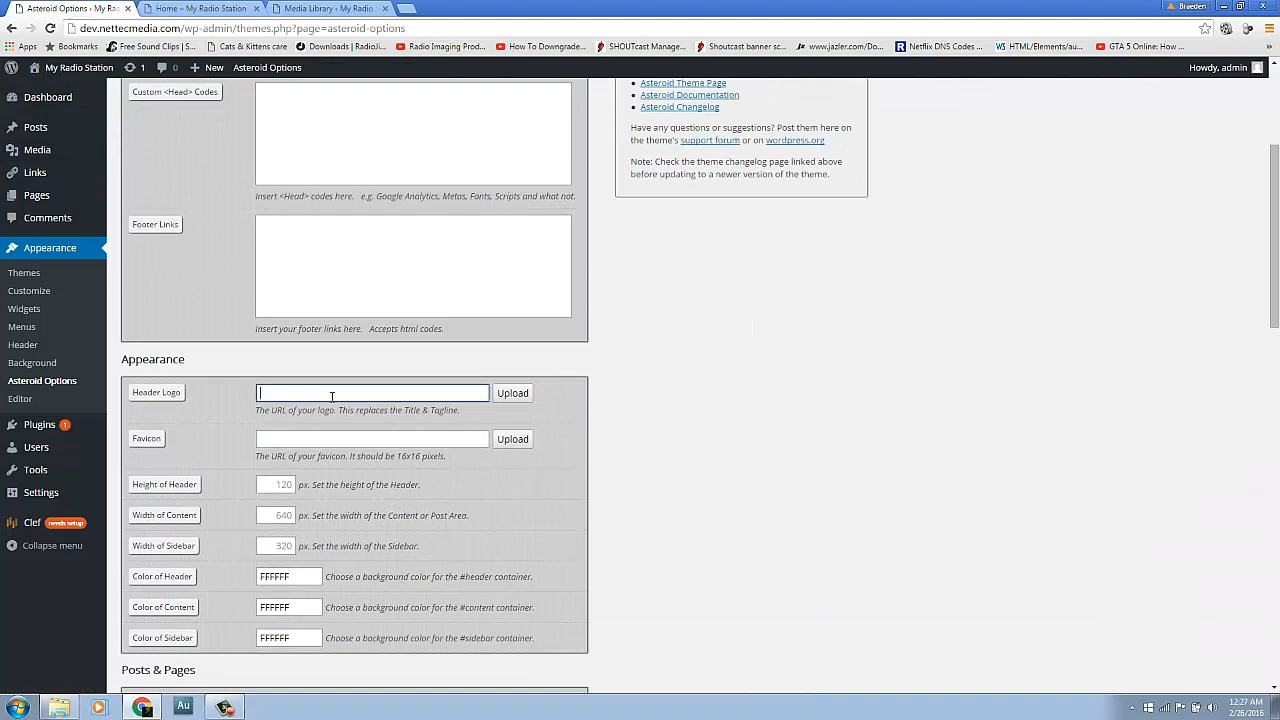 Asteroid Options ‹ My Ra
Home – My Radio Station
Media Library ‹ My Radio S
Braeden
dev.nettecmedia.com/wp-admin/themes.php?page=asteroid-options
Apps
Bookmarks
Free Sound Clips | S...
Cats & Kittens care
Downloads | RadioJi...
Radio Imaging Prod...
How To Downgrade...
SHOUTcast Manage...
Shoutcast banner sc...
www.jazler.com/Do...
Netflix DNS Codes ...
HTML/Elements/au...
GTA 5 Online: How ...
My Radio Station
1
0
+ New
Asteroid Options
Howdy, admin
Dashboard
Posts
Media
Links
Pages
Comments
Appearance
Themes
Customize
Widgets
Menus
Header
Background
Asteroid Options
Editor
Plugins 1
Users
Tools
Settings
Clef needs setup
Collapse menu
Custom <Head> Codes
Insert <Head> codes here. e.g. Google Analytics, Metas, Fonts, Scripts and what not.
Footer Links
Insert your footer links here. Accepts html codes.
Appearance
Header Logo
Upload
The URL of your logo. This replaces the Title & Tagline.
Favicon
Upload
The URL of your favicon. It should be 16x16 pixels.
Height of Header
120 px. Set the height of the Header.
Width of Content
640 px. Set the width of the Content or Post Area.
Width of Sidebar
320 px. Set the width of the Sidebar.
Color of Header
FFFFFF Choose a background color for the #header container.
Color of Content
FFFFFF Choose a background color for the #content container.
Color of Sidebar
FFFFFF Choose a background color for the #sidebar container.
Posts & Pages
Asteroid Theme Page
Asteroid Documentation
Asteroid Changelog
Have any questions or suggestions? Post them here on
the theme's support forum or on wordpress.org
Note: Check the theme changelog page linked above
before updating to a newer version of the theme.
Au
12:27 AM
2/26/2016